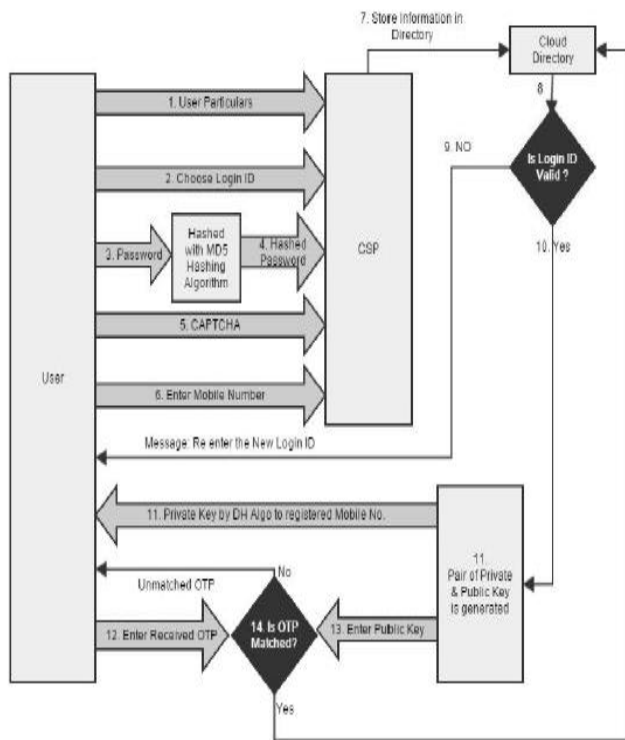 7. Store Information in
Directory
Cloud
Directory
8
1. User Particulars
9. NO
Is Login ID
Valid ?
2. Choose Login ID
Hashed
with MD5
Hashing
Algorithm
3. Password
4. Hashed
Password
CSP
10. Yes
5. CAPTCHA
User
6. Enter Mobile Number
Message: Re enter the New Login ID
11. Private Key by DH Algo to registered Mobile No.
11.
Pair of Private
& Public Key
is generated
No
Unmatched OTP
12. Enter Received OTP
14. Is OTP
Matched?
13. Enter Public Key
Yes